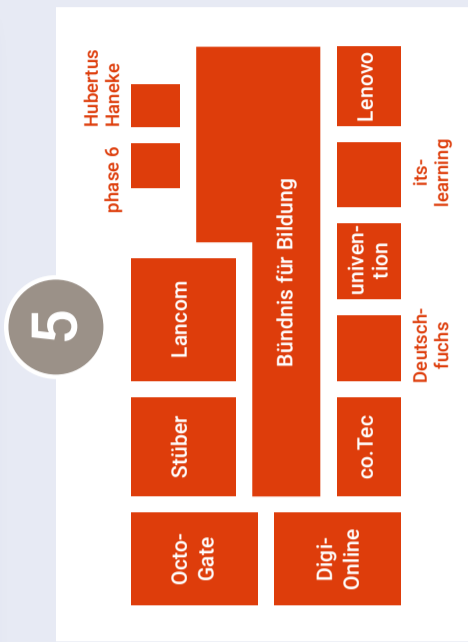 5
Octo-
Gate
Stüber
Lancom
phase 6
Hubertus
Haneke
Bündnis für Bildung
Digi-
Online
co.Tec
Deutsch-
fuchs
univen-
tion
its-
learning
Lenovo